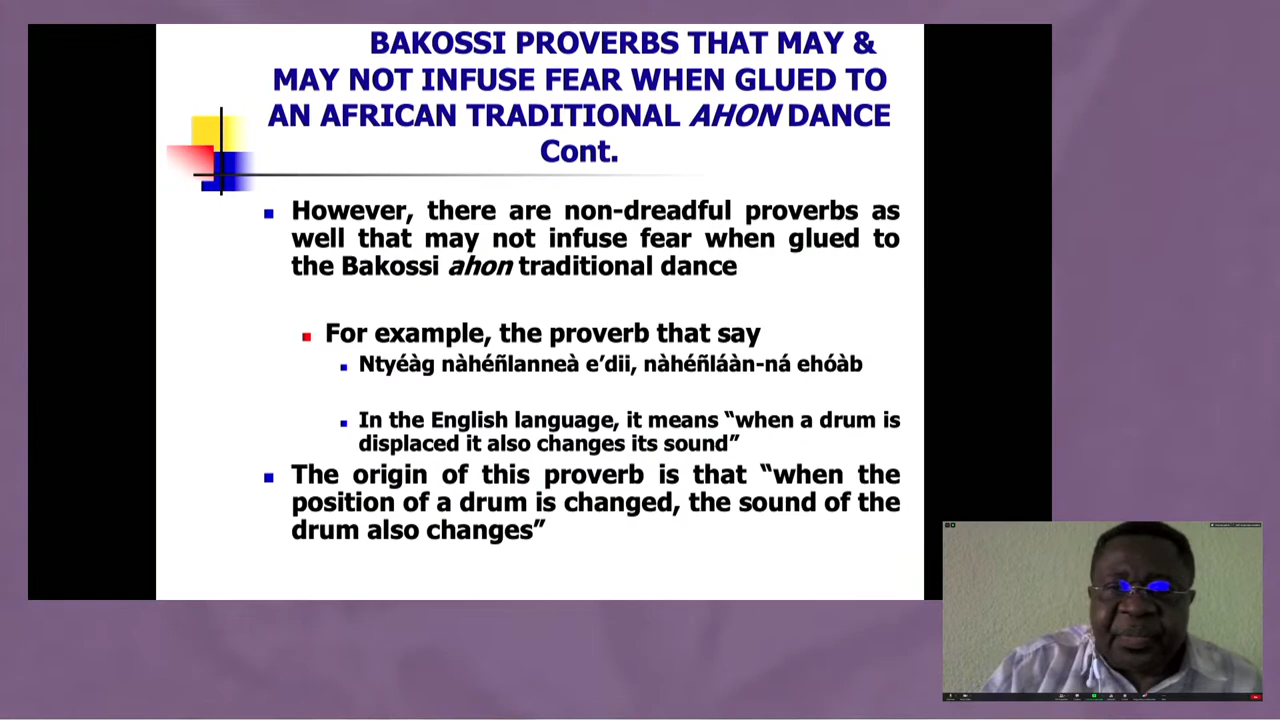 BAKOSSI PROVERBS THAT MAY &
MAY NOT INFUSE FEAR WHEN GLUED TO
AN AFRICAN TRADITIONAL AHON DANCE
Cont.
However, there are non-dreadful proverbs as
well that may not infuse fear when glued to
the Bakossi ahon traditional dance
For example, the proverb that say
Ntyéàg nàhéñlanneà e’dii, nàhéñláàn-ná ehóàb
In the English language, it means “when a drum is
displaced it also changes its sound”
The origin of this proverb is that “when the
position of a drum is changed, the sound of the
drum also changes”